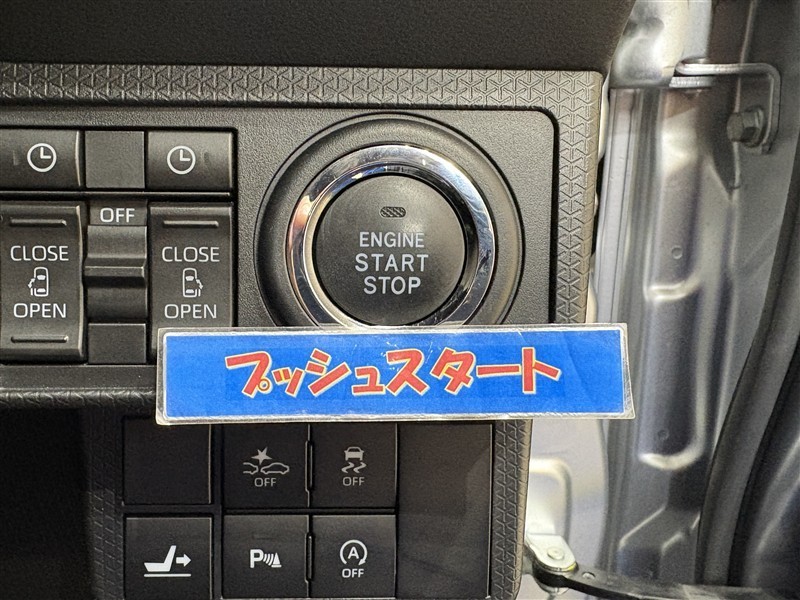 OFF
CLOSE
OPEN
CLOSE
OPEN
ENGINE
START
STOP
プッシュスタート
OFF
OFF
P
A
OFF